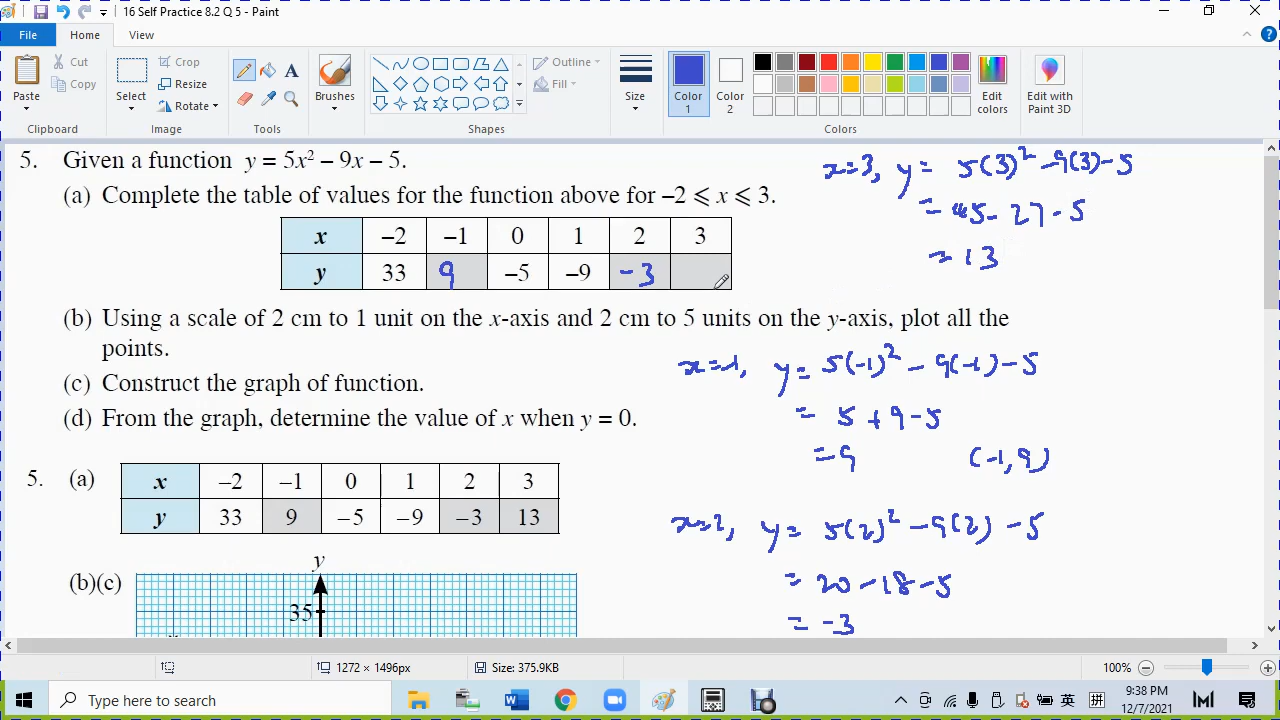 16 Self Practice 8.2 Q 5 - Paint
File Home View
Paste Cut Copy Clipboard
Select Crop Resize Rotate Image
A Tools
Brushes
Outline Fill Shapes
Size
Color 1 Color 2 Edit colors Colors
Edit with Paint 3D
5. Given a function y = 5x² – 9x – 5.
(a) Complete the table of values for the function above for –2 ⩽ x ⩽ 3.
x –2 –1 0 1 2 3
y 33 9 –5 –9 -3
(b) Using a scale of 2 cm to 1 unit on the x-axis and 2 cm to 5 units on the y-axis, plot all the
points.
(c) Construct the graph of function.
(d) From the graph, determine the value of x when y = 0.
x=3, y = 5(3)² -9(3)-5
= 45- 27 - 5
= 13
x=-1, y = 5(-1)² - 9(-1) - 5
= 5 + 9 - 5
= 9 (-1, 9)
x=2, y = 5(2)² - 9(2) - 5
= 20 - 18 - 5
= -3
5. (a)
x –2 –1 0 1 2 3
y 33 9 –5 –9 –3 13
(b)(c)
y
35
1272 × 1496px Size: 375.9KB 100%
Type here to search
英 拼 9:38 PM
12/7/2021